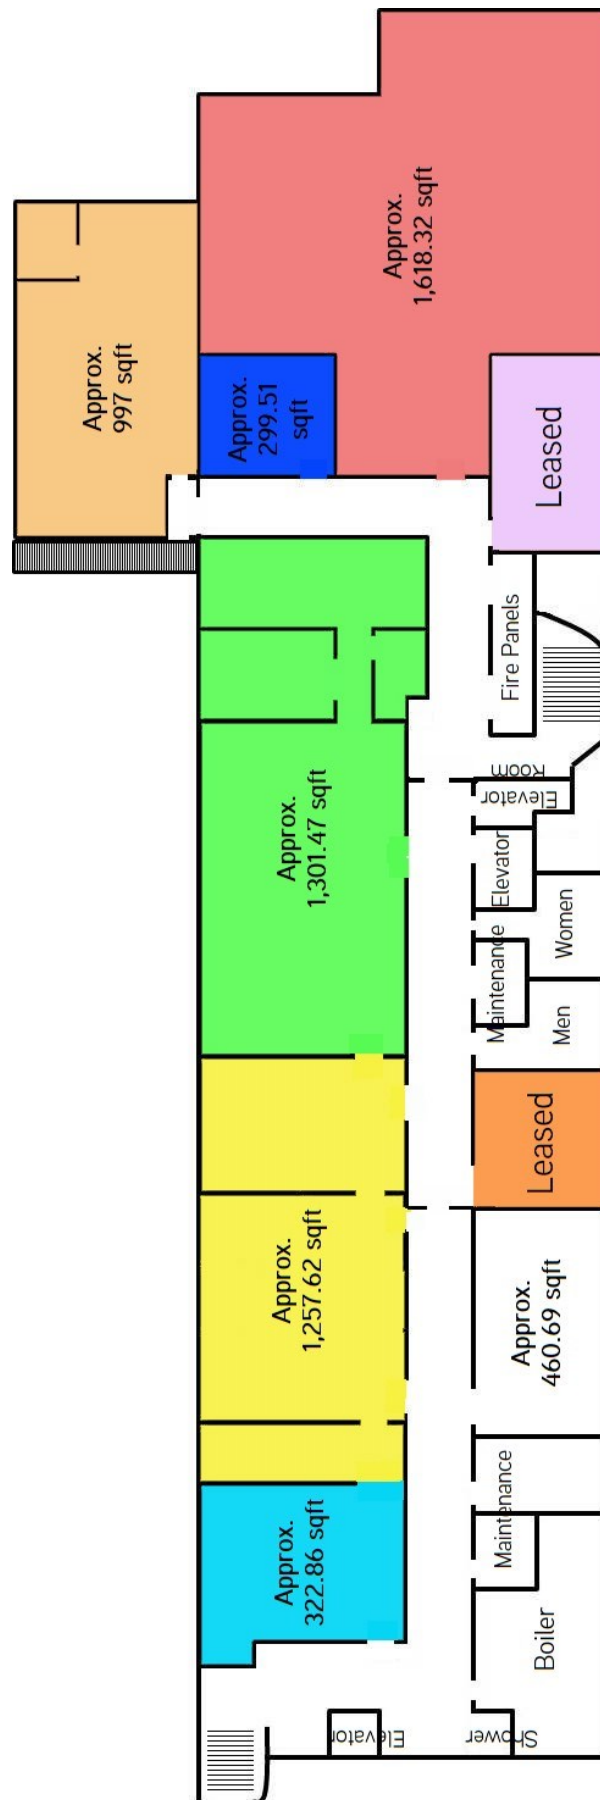 Approx.
1,618.32 sqft
Approx.
997 sqft
Approx.
299.51
sqft
Leased
Fire Panels
Elevator
Room
Approx.
1,301.47 sqft
Elevator
Women
Maintenance
Men
Leased
Approx.
1,257.62 sqft
Approx.
460.69 sqft
Maintenance
Approx.
322.86 sqft
Boiler
Elevator
Shower